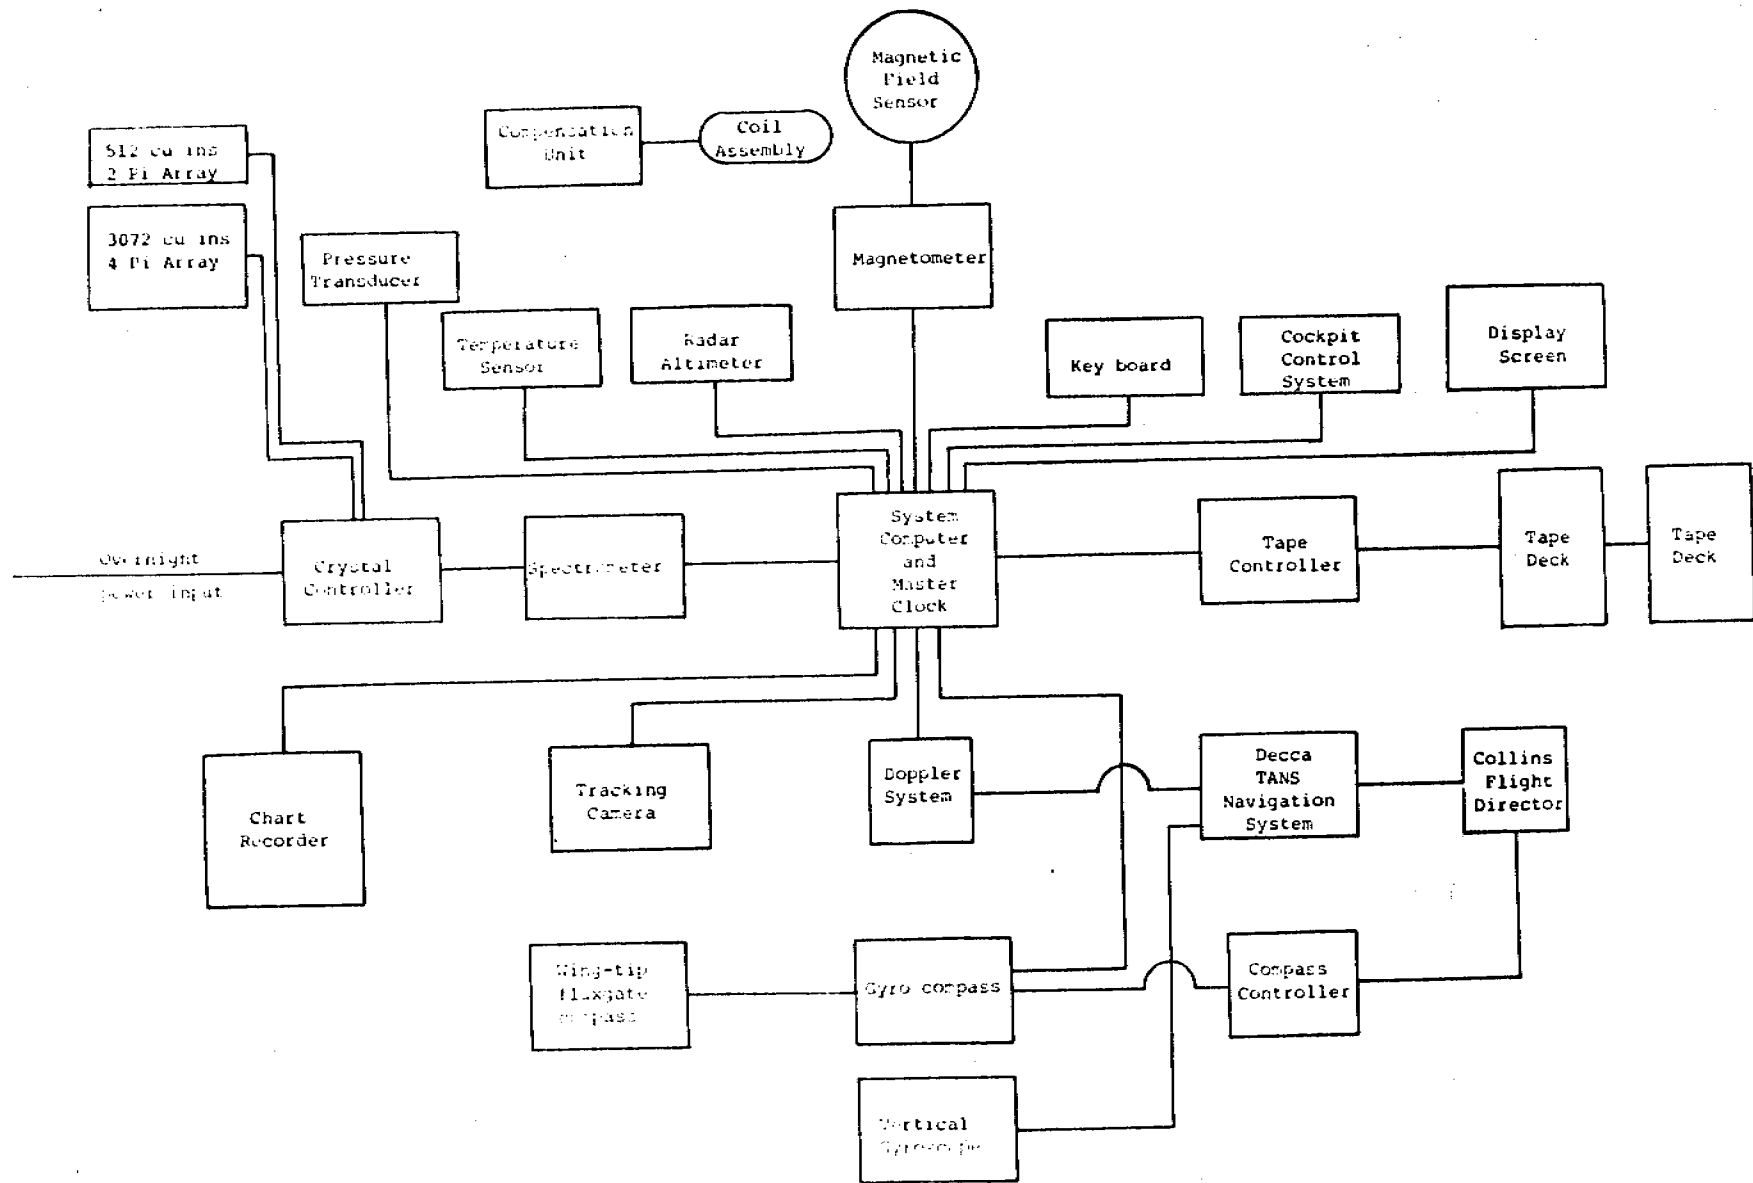 Magnetic
Field
Sensor
Compensation
Unit
Coil
Assembly
512 cu ins
2 Pi Array
3072 cu ins
4 Pi Array
Pressure
Transducer
Magnetometer
Temperature
Sensor
Radar
Altimeter
Key board
Cockpit
Control
System
Display
Screen
System
Computer
and
Master
Clock
Tape
Controller
Tape
Deck
Tape
Deck
Overnight
power input
Crystal
Controller
Spectrometer
Chart
Recorder
Tracking
Camera
Doppler
System
Decca
TANS
Navigation
System
Collins
Flight
Director
Wing-tip
fluxgate
compass
Gyro compass
Compass
Controller
Vertical
Gyroscope